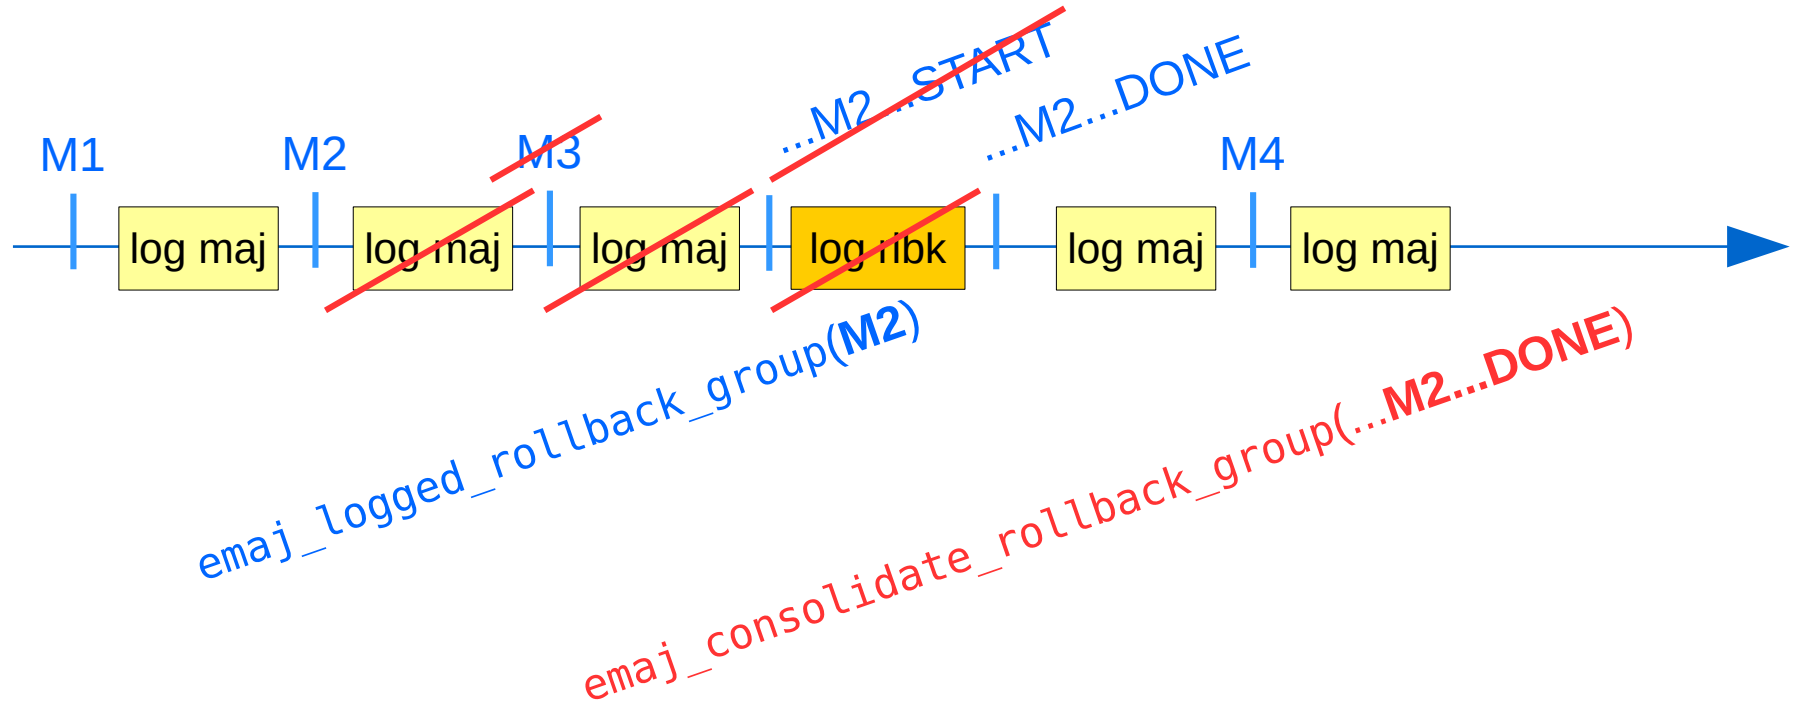 ...M2...START
...M2...DONE
M1 M2 M3 M4
log maj log maj log maj log rlbk log maj log maj
emaj_logged_rollback_group(M2)
emaj_consolidate_rollback_group(...M2...DONE)